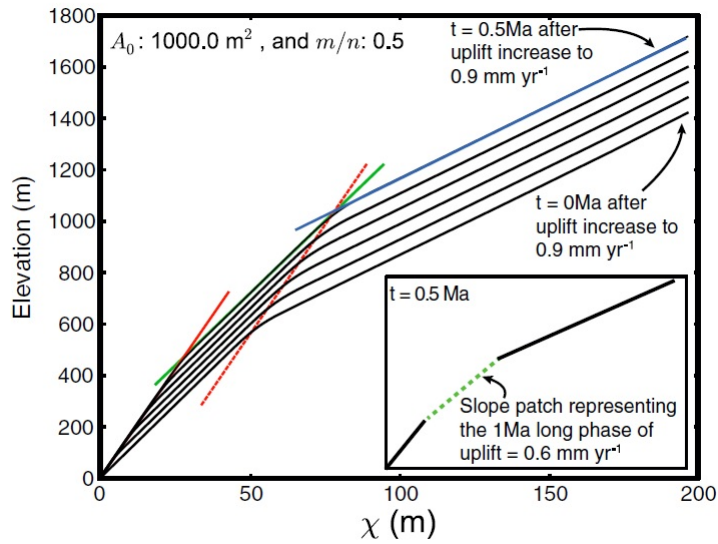 A₀: 1000.0 m² , and m/n: 0.5
t = 0.5Ma after
uplift increase to
0.9 mm yr⁻¹
t = 0Ma after
uplift increase to
0.9 mm yr⁻¹
t = 0.5 Ma
Slope patch representing
the 1Ma long phase of
uplift = 0.6 mm yr⁻¹
Elevation (m)
1800
1600
1400
1200
1000
800
600
400
200
0
0
50
100
150
200
χ (m)